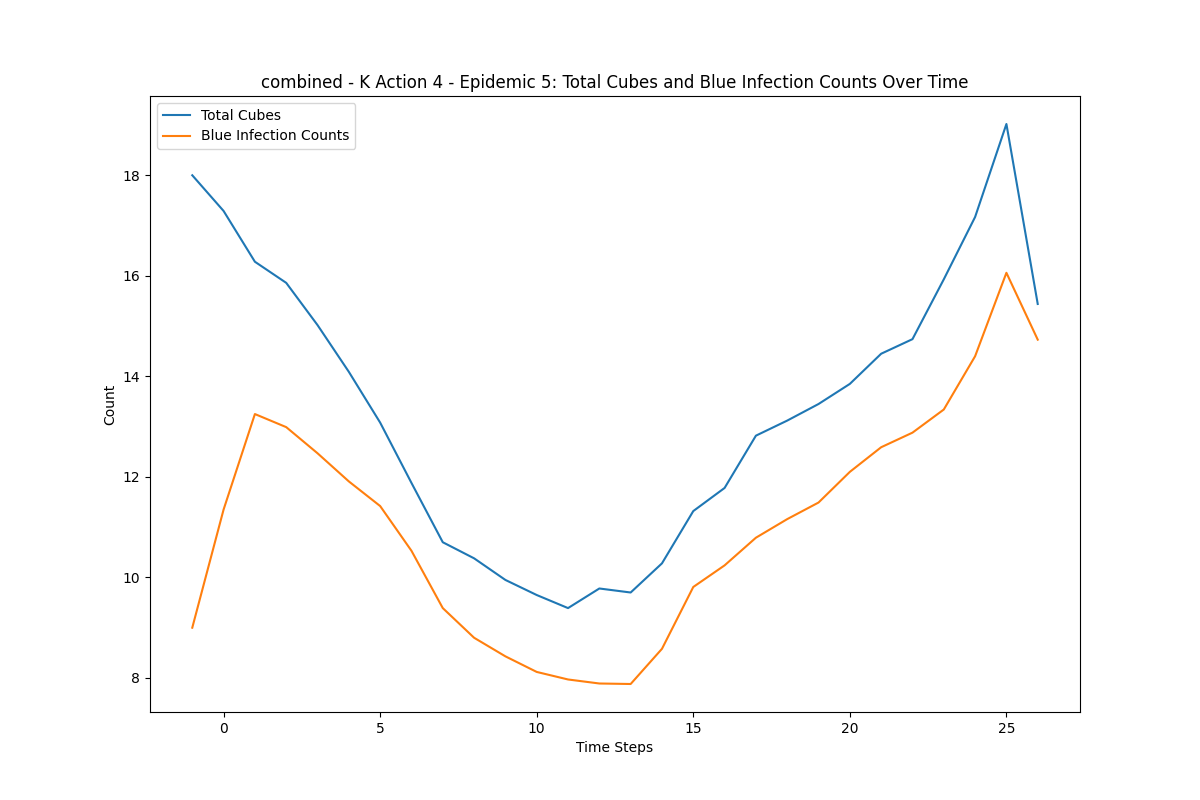 combined - K Action 4 - Epidemic 5: Total Cubes and Blue Infection Counts Over Time
Total Cubes
Blue Infection Counts
18
16
14
12
10
8
Count
0 5 10 15 20 25
Time Steps